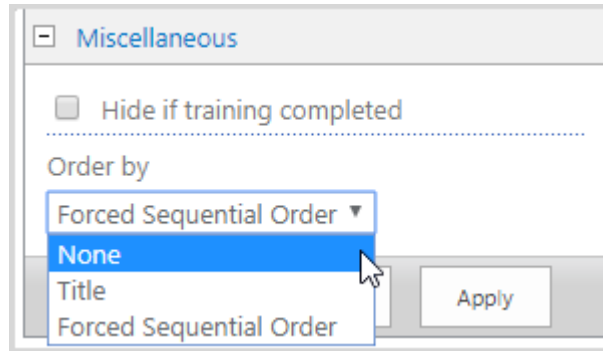 Miscellaneous
Hide if training completed
Order by
Forced Sequential Order
None
Title
Forced Sequential Order
Apply